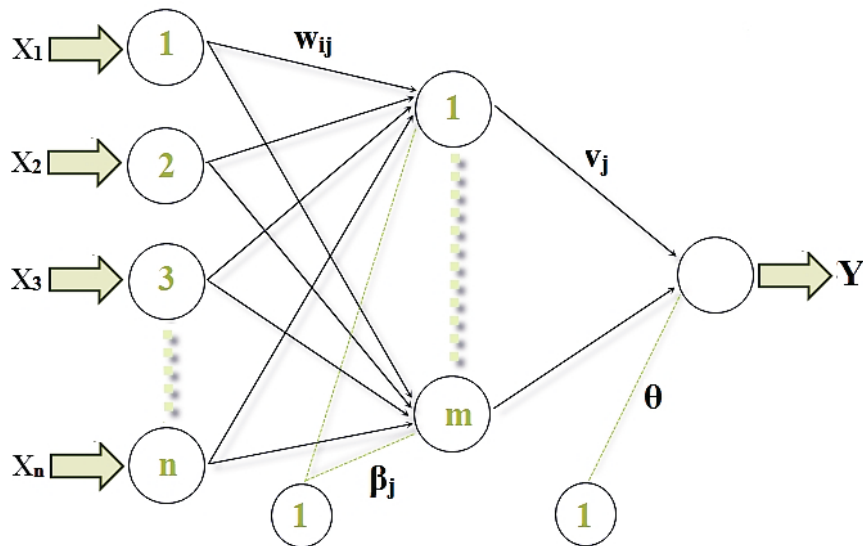 X₁
1
wᵢⱼ
1
X₂
2
vⱼ
X₃
3
Y
m
θ
Xₙ
n
βⱼ
1
1